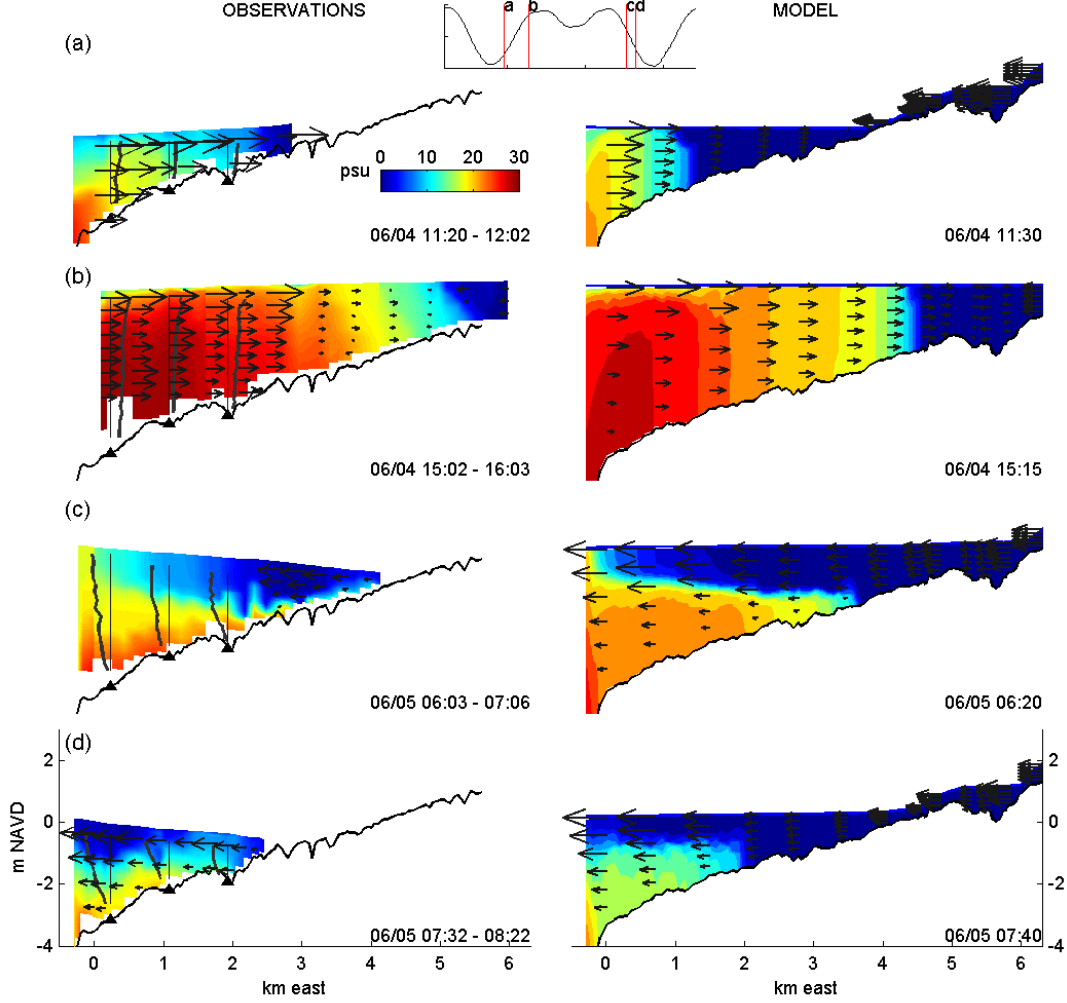 OBSERVATIONS
MODEL
a b cd
(a)
0 10 20 30
psu
06/04 11:20 - 12:02
06/04 11:30
(b)
06/04 15:02 - 16:03
06/04 15:15
(c)
06/05 06:03 - 07:06
06/05 06:20
(d)
2
0
-2
-4
m NAVD
2
0
-2
-4
06/05 07:32 - 08:22
06/05 07:40
0 1 2 3 4 5 6
0 1 2 3 4 5 6
km east
km east